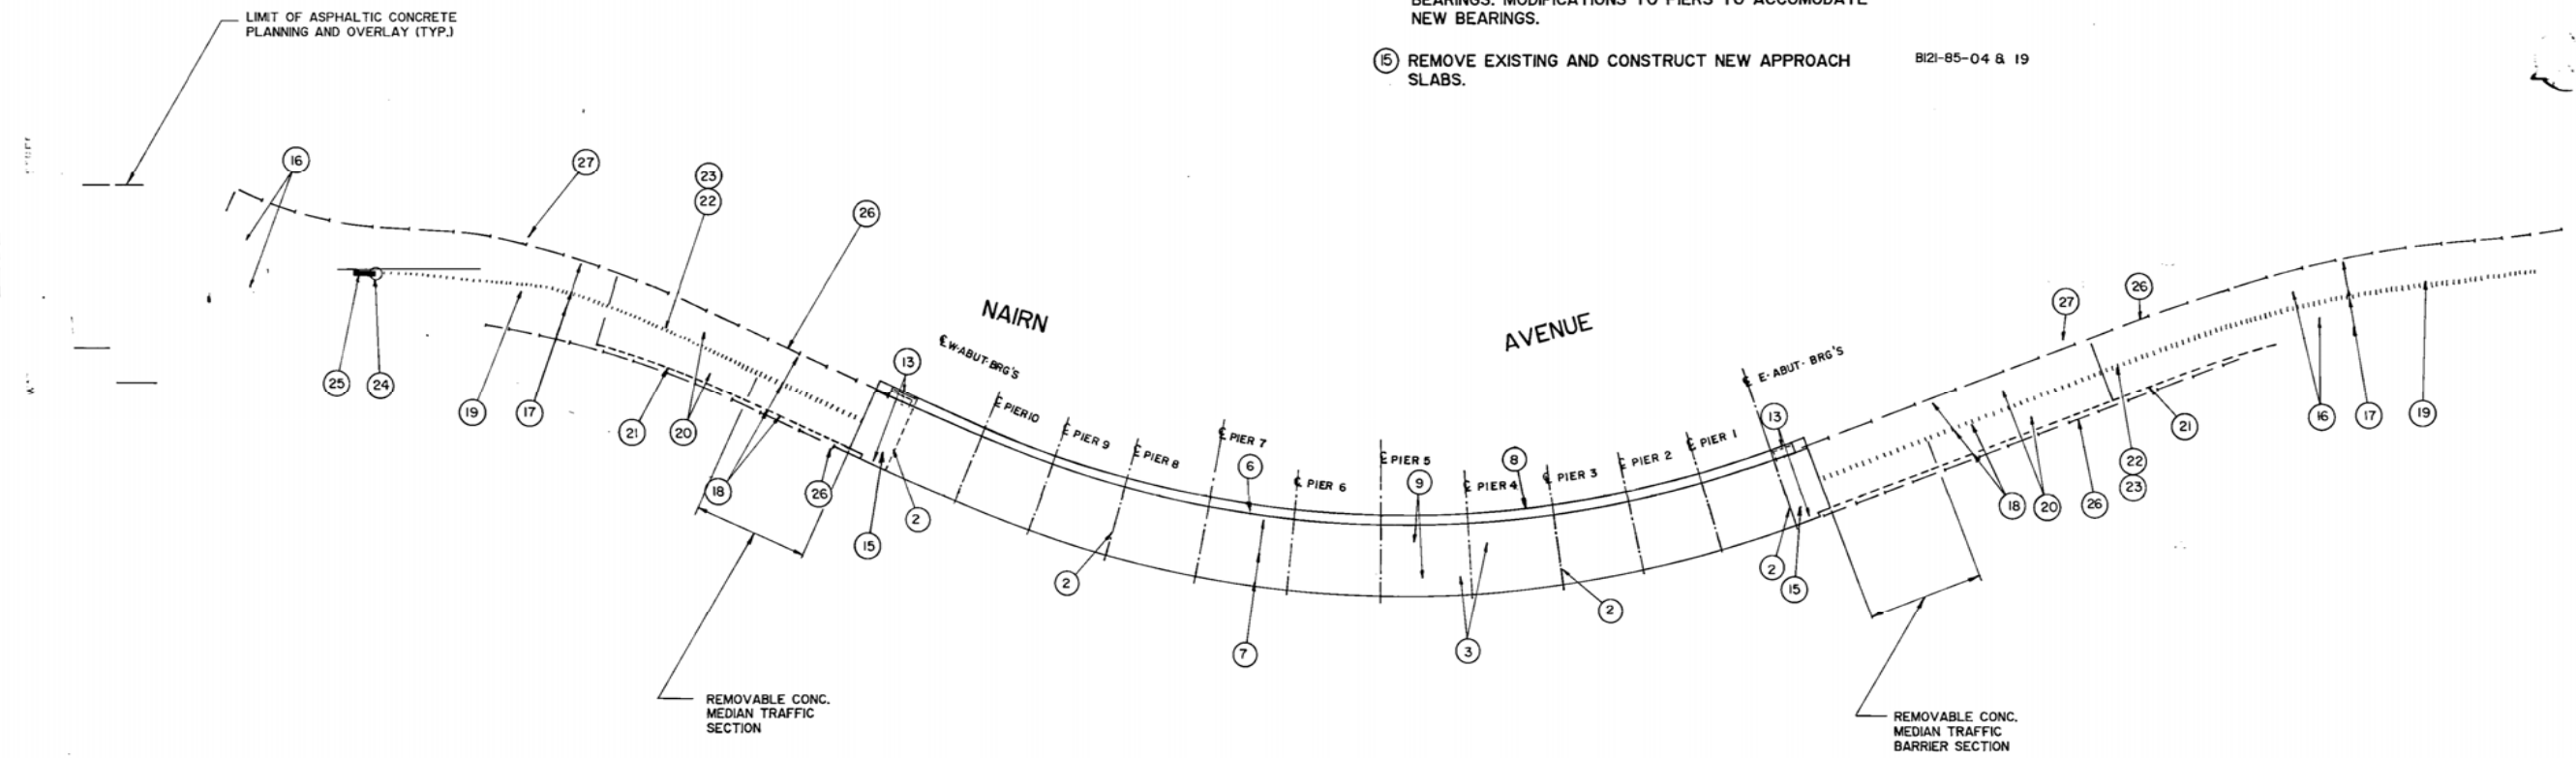 LIMIT OF ASPHALTIC CONCRETE
PLANNING AND OVERLAY (TYP.)
BEARINGS. MODIFICATIONS TO PIERS TO ACCOMODATE
NEW BEARINGS.
15 REMOVE EXISTING AND CONSTRUCT NEW APPROACH B121-85-04 & 19
SLABS.
16
27
23
22
26
NAIRN
AVENUE
27
26
25
24
19
17
21
20
18
26
13
℄ W·ABUT·BRG'S
℄ PIER 10
℄ PIER 9
℄ PIER 8
℄ PIER 7
6
℄ PIER 6
℄ PIER 5
9
℄ PIER 4
8
℄ PIER 3
℄ PIER 2
℄ PIER 1
℄ E·ABUT· BRG'S
13
15
2
2
7
3
2
2
15
18
20
26
22
23
21
16
17
19
REMOVABLE CONC.
MEDIAN TRAFFIC
SECTION
REMOVABLE CONC.
MEDIAN TRAFFIC
BARRIER SECTION